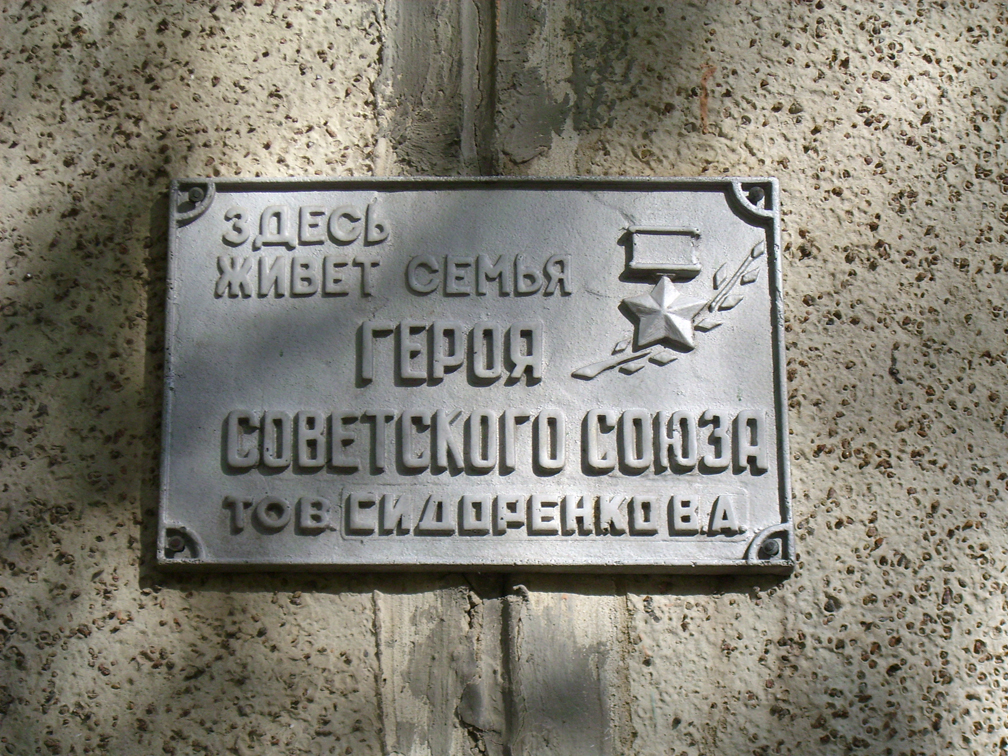 ЗДЕСЬ
ЖИВЕТ СЕМЬЯ
ГЕРОЯ
СОВЕТСКОГО СОЮЗА
ТОВ. СИДОРЕНКО В.А.